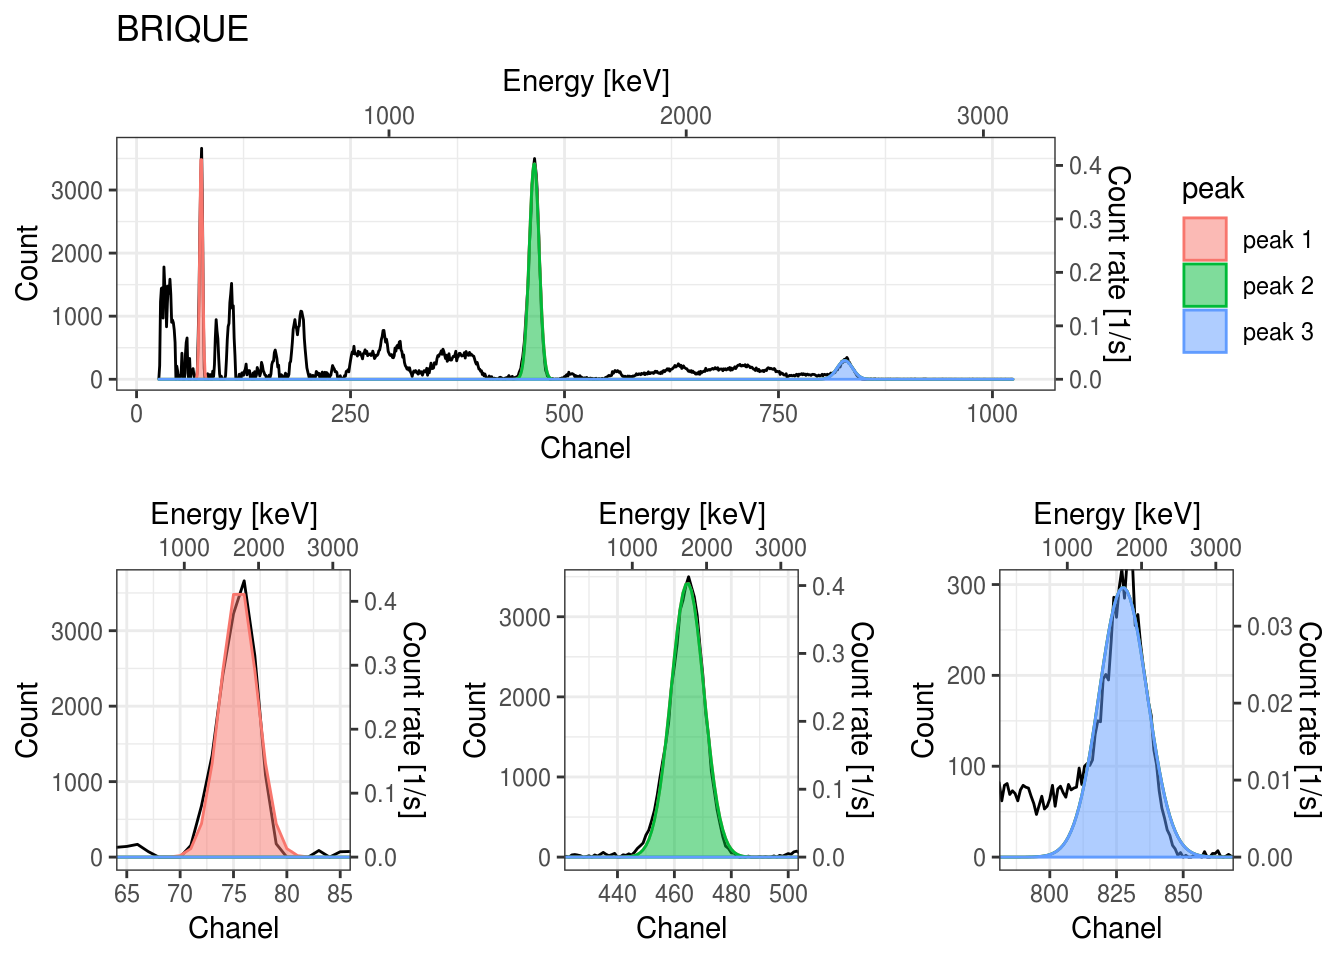 BRIQUE
Energy [keV]
1000 2000 3000
Count
3000
2000
1000
0
0.4
0.3
0.2
0.1
0.0
Count rate [1/s]
0 250 500 750 1000
Chanel
peak
peak 1
peak 2
peak 3
Energy [keV]
1000 2000 3000
Count
3000
2000
1000
0
0.4
0.3
0.2
0.1
0.0
Count rate [1/s]
65 70 75 80 85
Chanel
Energy [keV]
1000 2000 3000
Count
3000
2000
1000
0
0.4
0.3
0.2
0.1
0.0
Count rate [1/s]
440 460 480 500
Chanel
Energy [keV]
1000 2000 3000
Count
300
200
100
0
0.03
0.02
0.01
0.00
Count rate [1/s]
800 825 850
Chanel